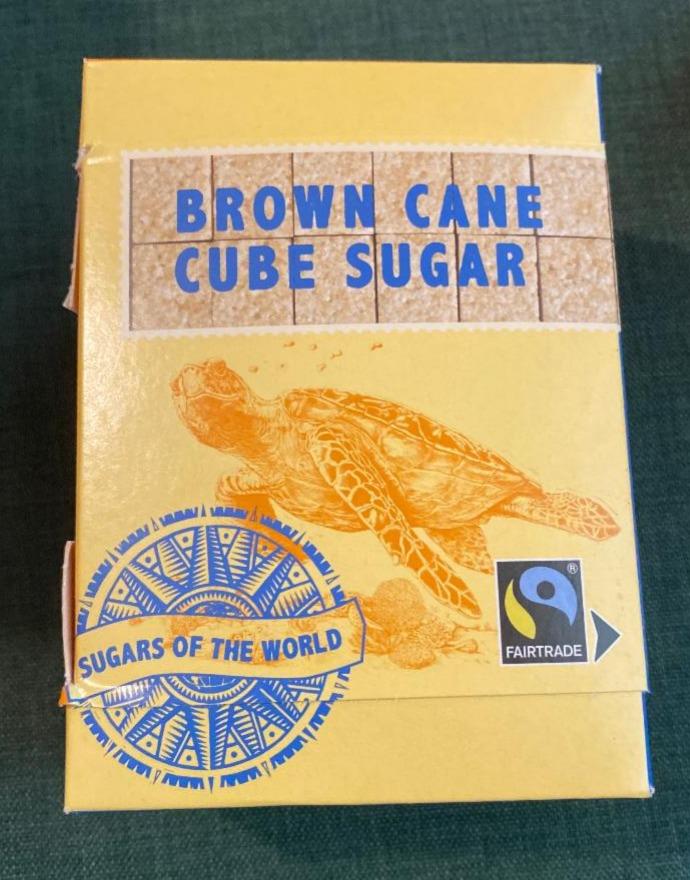 BROWN CANE
CUBE SUGAR
SUGARS OF THE WORLD
®
FAIRTRADE